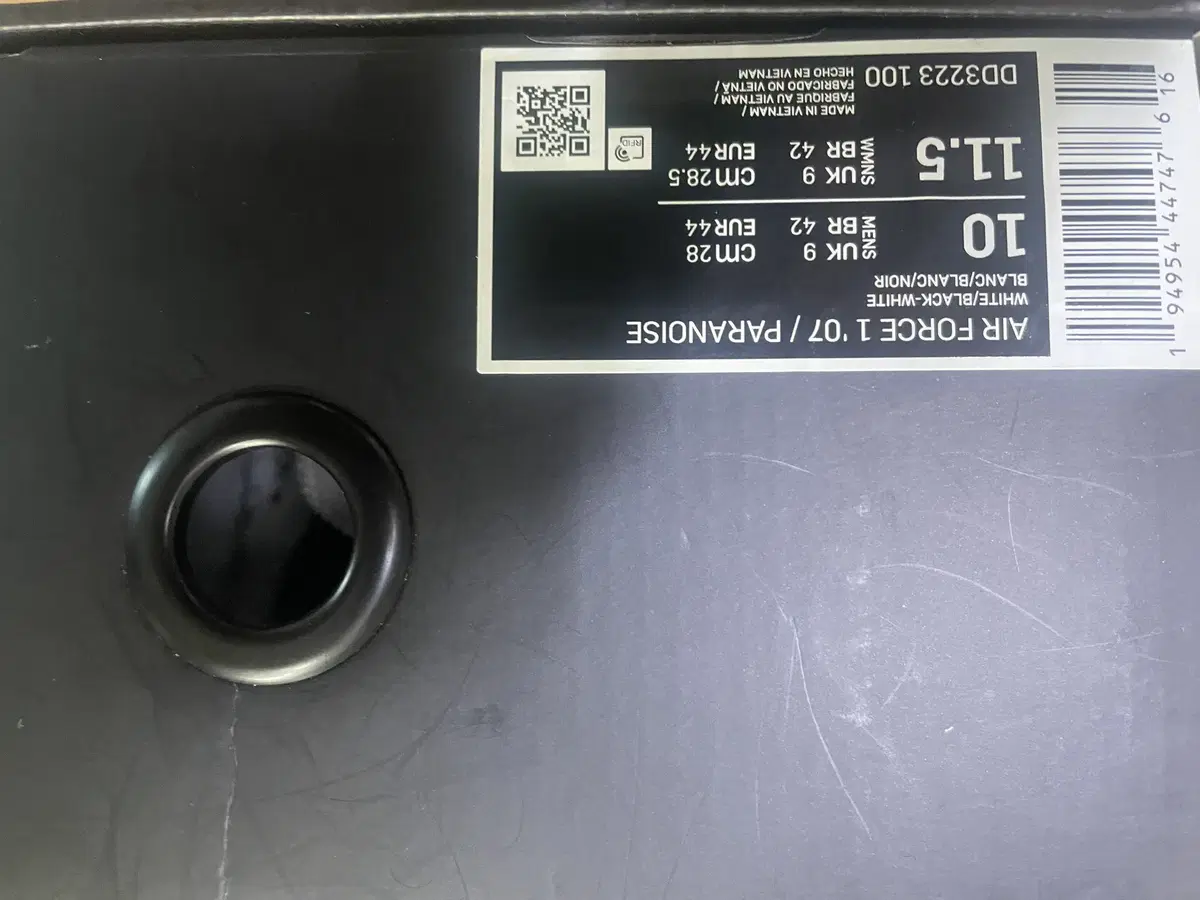 AIR FORCE 1 '07 / PARANOISE
WHITE/BLACK-WHITE
BLANC/BLANC/NOIR
10 MENS UK 9 cm 28
BR 42 EUR 44
11.5 WMNS UK 9 cm 28.5
BR 42 EUR 44
DD3223 100
MADE IN VIETNAM /
FABRIQUE AU VIETNAM /
FABRICADO NO VIETNÃ /
HECHO EN VIETNAM
RFID
1 94954 44747 6 16